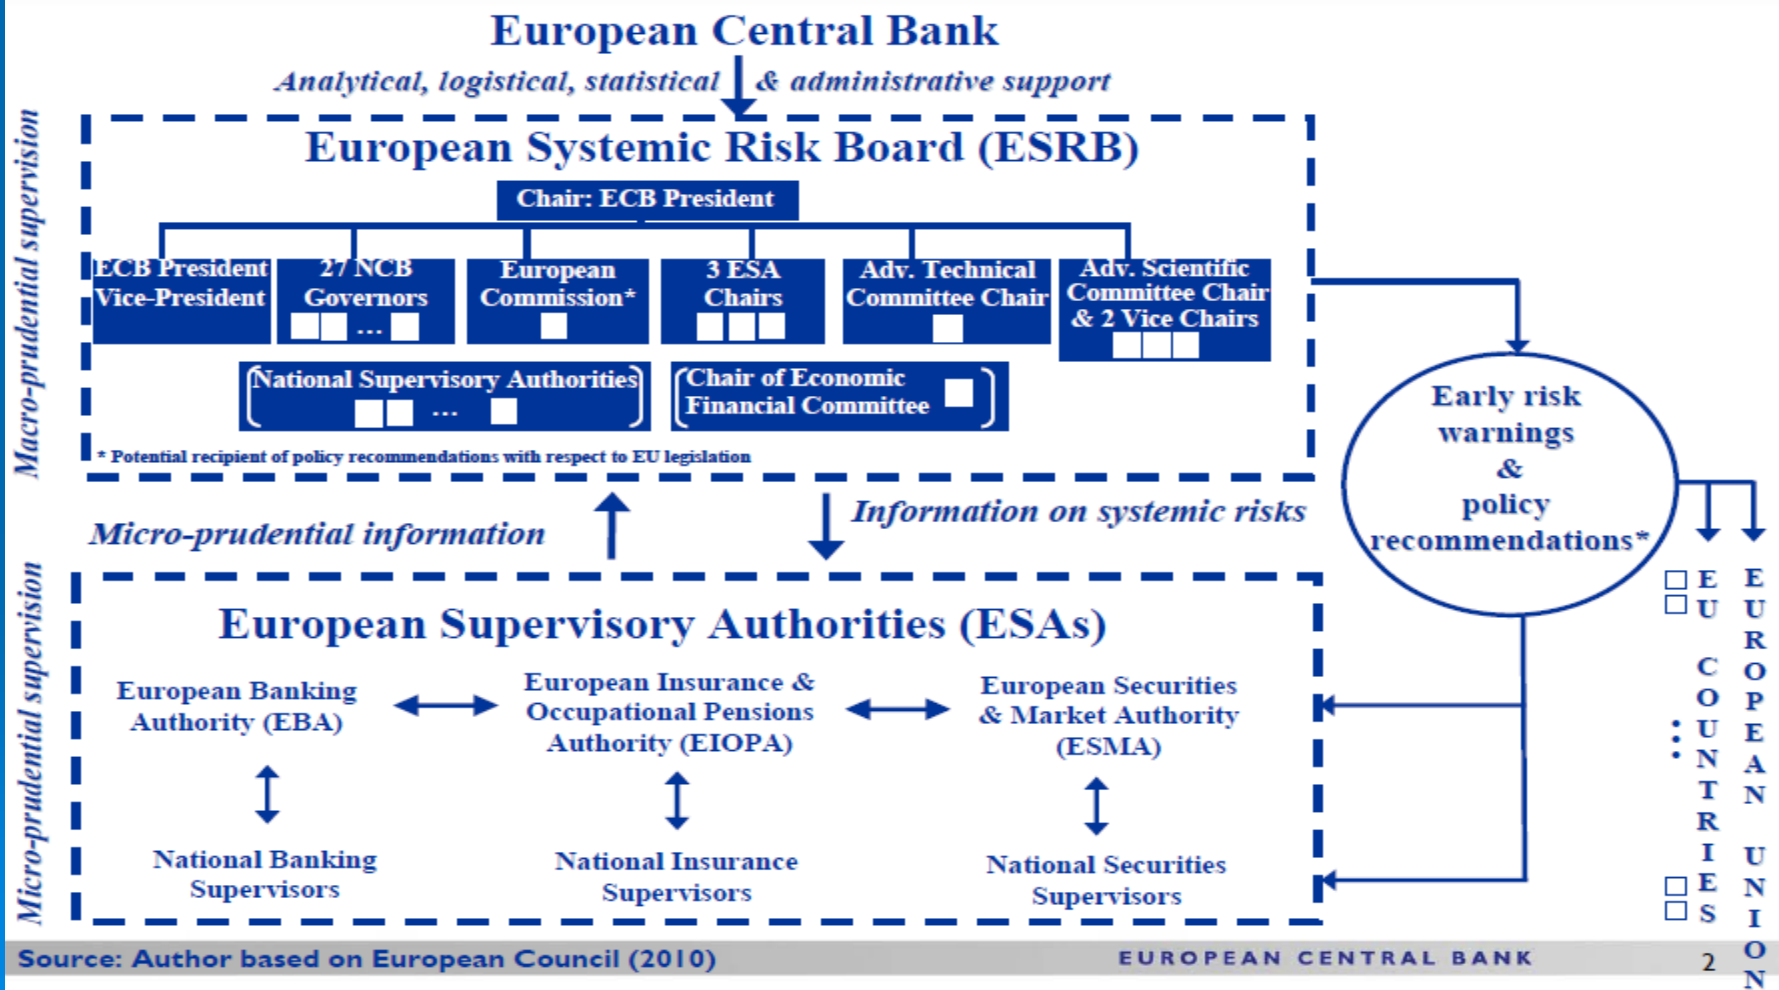 European Central Bank
Analytical, logistical, statistical & administrative support
Macro-prudential supervision
European Systemic Risk Board (ESRB)
Chair: ECB President
ECB President
Vice-President
27 NCB
Governors
...
European
Commission*
3 ESA
Chairs
Adv. Technical
Committee Chair
Adv. Scientific
Committee Chair
& 2 Vice Chairs
National Supervisory Authorities
...
Chair of Economic
Financial Committee
* Potential recipient of policy recommendations with respect to EU legislation
Early risk
warnings
&
policy
recommendations*
Micro-prudential information
Information on systemic risks
Micro-prudential supervision
European Supervisory Authorities (ESAs)
European Banking
Authority (EBA)
European Insurance &
Occupational Pensions
Authority (EIOPA)
European Securities
& Market Authority
(ESMA)
National Banking
Supervisors
National Insurance
Supervisors
National Securities
Supervisors
EU COUNTRIES
EUROPEAN UNION
Source: Author based on European Council (2010)
EUROPEAN CENTRAL BANK
2